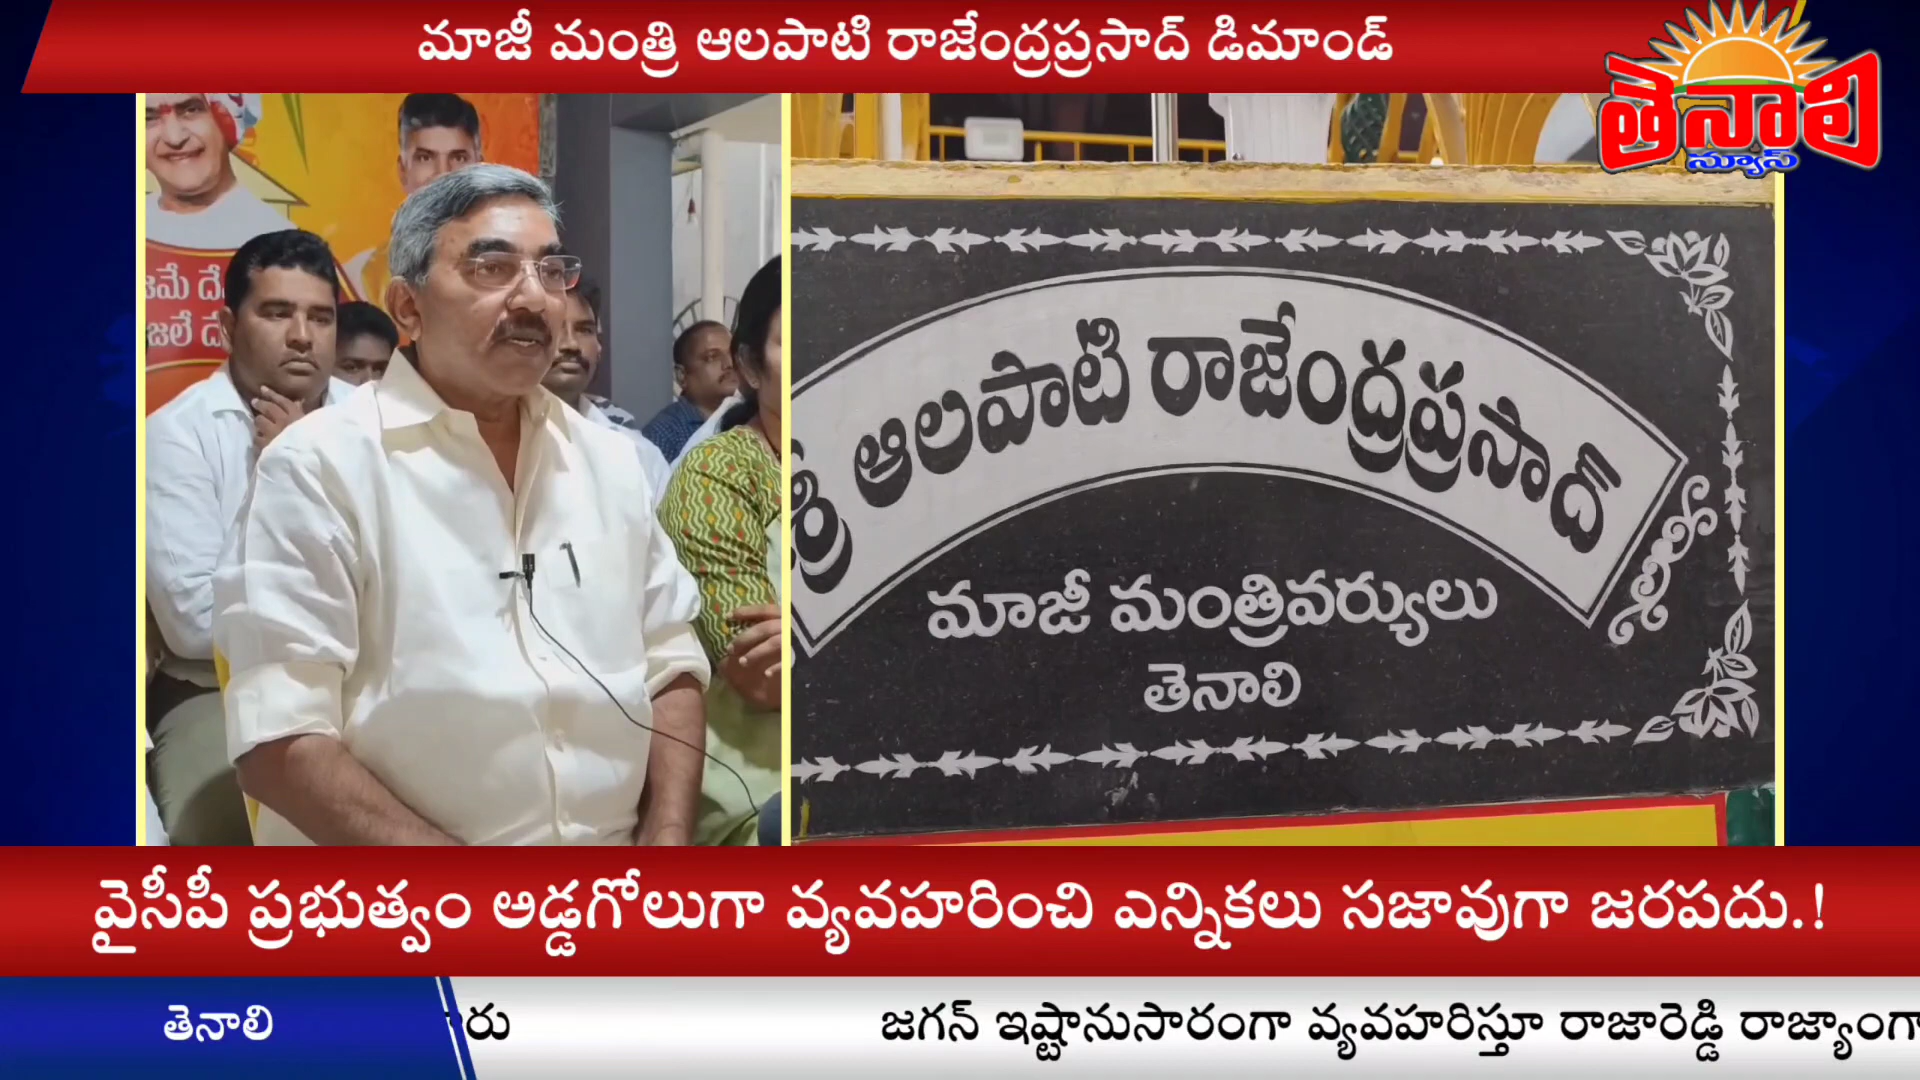 మాజీ మంత్రి ఆలపాటి రాజేంద్రప్రసాద్ డిమాండ్
తెనాలి
న్యూస్
శ్రీ ఆలపాటి రాజేంద్రప్రసాద్
మాజీ మంత్రివర్యులు
తెనాలి
వైసీపీ ప్రభుత్వం అడ్డగోలుగా వ్యవహరించి ఎన్నికలు సజావుగా జరపదు.!
తెనాలి
జగన్ ఇష్టానుసారంగా వ్యవహరిస్తూ రాజారెడ్డి